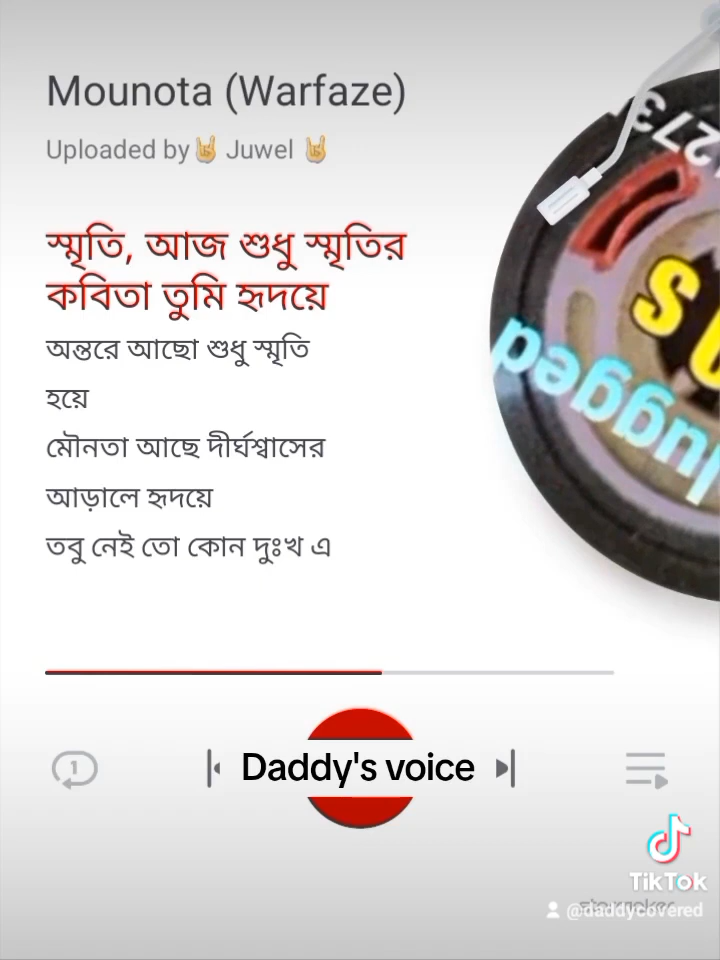 Mounota (Warfaze)
Uploaded by🤘 Juwel 🤘
স্মৃতি, আজ শুধু স্মৃতির
কবিতা তুমি হৃদয়ে
অন্তরে আছো শুধু স্মৃতি
হয়ে
মৌনতা আছে দীর্ঘশ্বাসের
আড়ালে হৃদয়ে
তবু নেই তো কোন দুঃখ এ
1
Daddy's voice
TikTok
@daddycovered